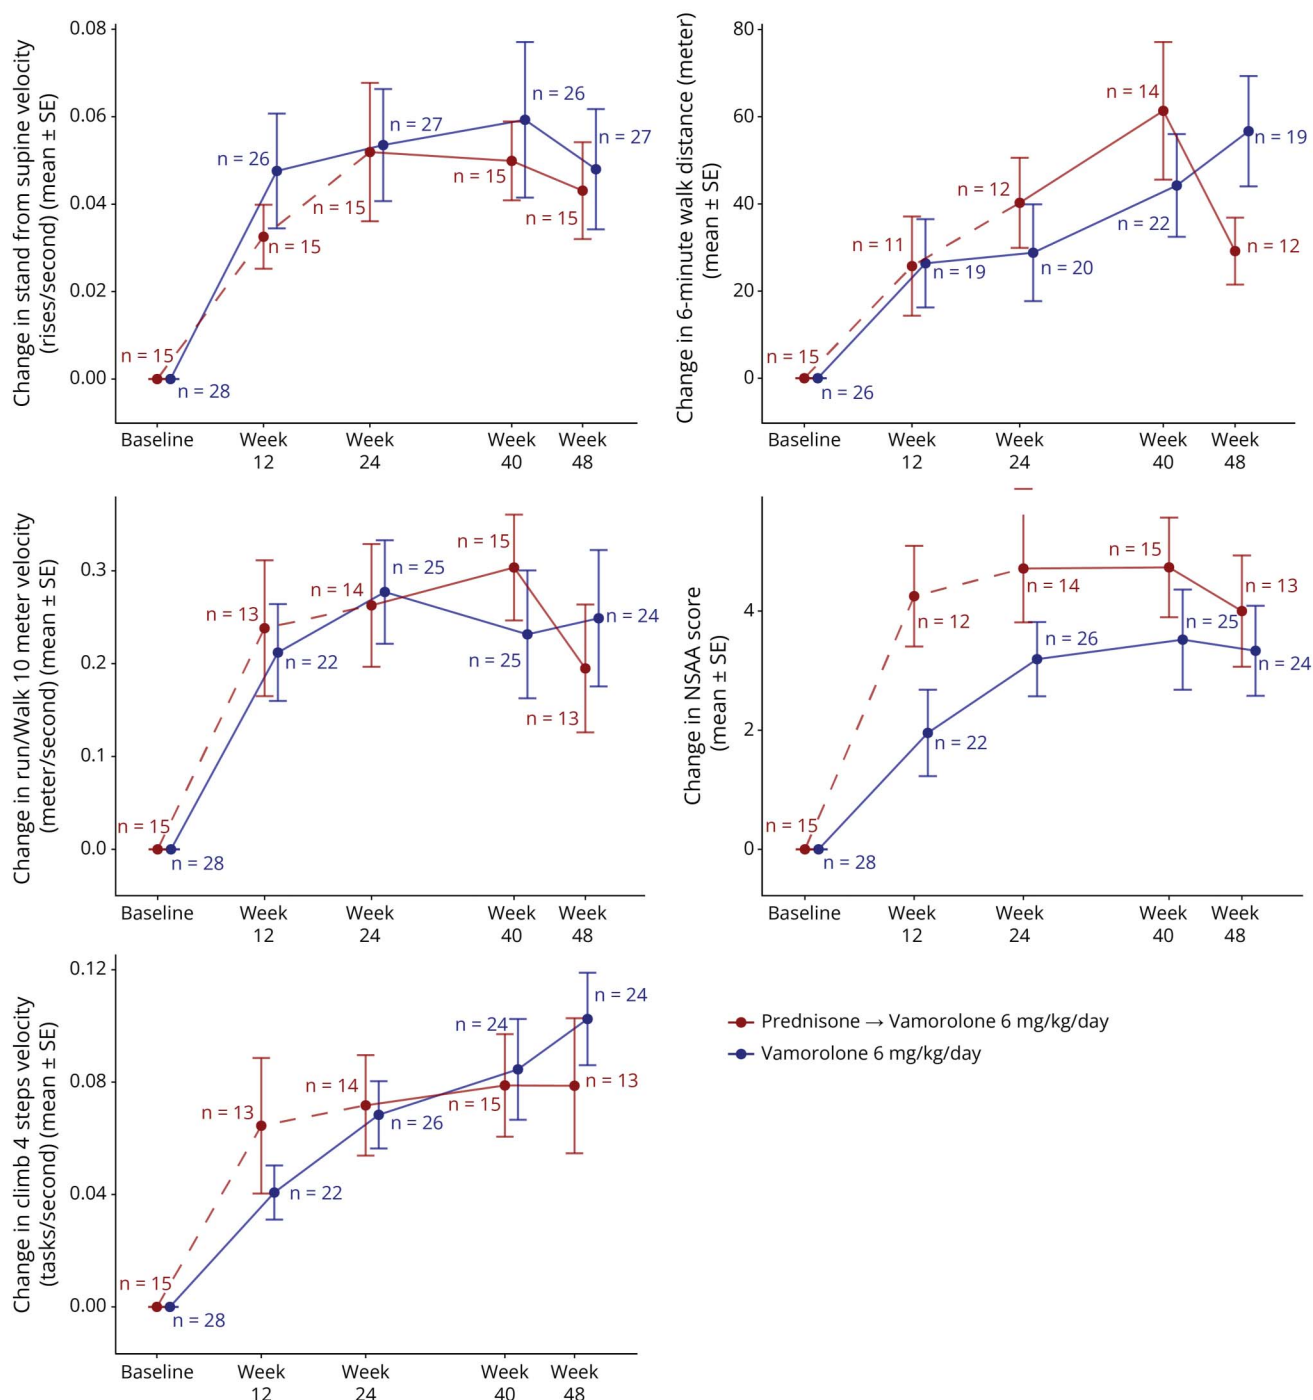 Change in stand from supine velocity
(rises/second) (mean ± SE)
0.08
0.06
0.04
0.02
0.00
n = 15
n = 28
n = 26
n = 15
n = 27
n = 15
n = 26
n = 15
n = 27
n = 15
Baseline
Week
12
Week
24
Week
40
Week
48
Change in 6-minute walk distance (meter)
(mean ± SE)
80
60
40
20
0
n = 15
n = 26
n = 11
n = 19
n = 12
n = 20
n = 14
n = 22
n = 19
n = 12
Baseline
Week
12
Week
24
Week
40
Week
48
Change in run/Walk 10 meter velocity
(meter/second) (mean ± SE)
0.3
0.2
0.1
0.0
n = 15
n = 28
n = 13
n = 22
n = 14
n = 25
n = 15
n = 25
n = 24
n = 13
Baseline
Week
12
Week
24
Week
40
Week
48
Change in NSAA score
(mean ± SE)
4
2
0
n = 15
n = 28
n = 12
n = 22
n = 14
n = 26
n = 15
n = 25
n = 13
n = 24
Baseline
Week
12
Week
24
Week
40
Week
48
Change in climb 4 steps velocity
(tasks/second) (mean ± SE)
0.12
0.08
0.04
0.00
n = 15
n = 28
n = 13
n = 22
n = 14
n = 26
n = 24
n = 15
n = 24
n = 13
Baseline
Week
12
Week
24
Week
40
Week
48
Prednisone → Vamorolone 6 mg/kg/day
Vamorolone 6 mg/kg/day